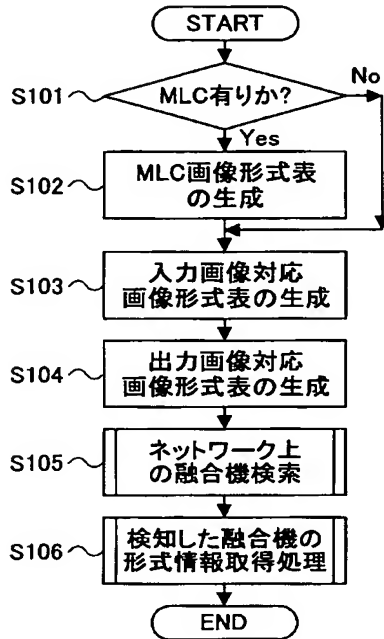 START
S101
MLC有りか?
No
Yes
S102
MLC画像形式表
の生成
S103
入力画像対応
画像形式表の生成
S104
出力画像対応
画像形式表の生成
S105
ネットワーク上
の融合機検索
S106
検知した融合機の
形式情報取得処理
END